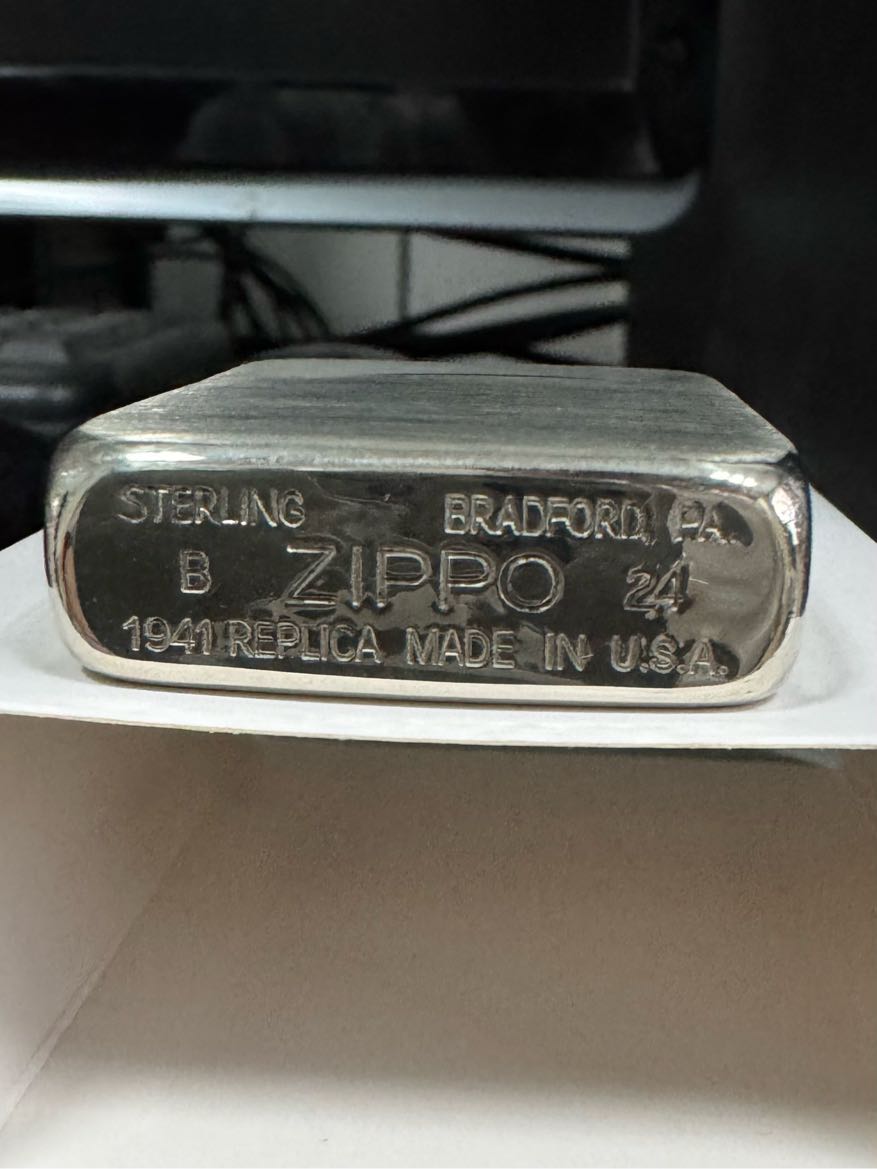 STERLING BRADFORD, PA.
B ZIPPO 24
1941 REPLICA MADE IN U.S.A.